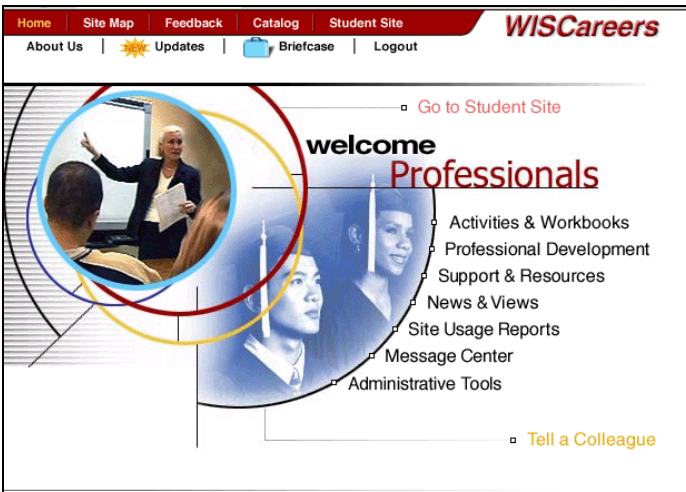 Home Site Map Feedback Catalog Student Site
WISCareers
About Us NEW Updates Briefcase Logout
Go to Student Site
welcome
Professionals
Activities & Workbooks
Professional Development
Support & Resources
News & Views
Site Usage Reports
Message Center
Administrative Tools
Tell a Colleague